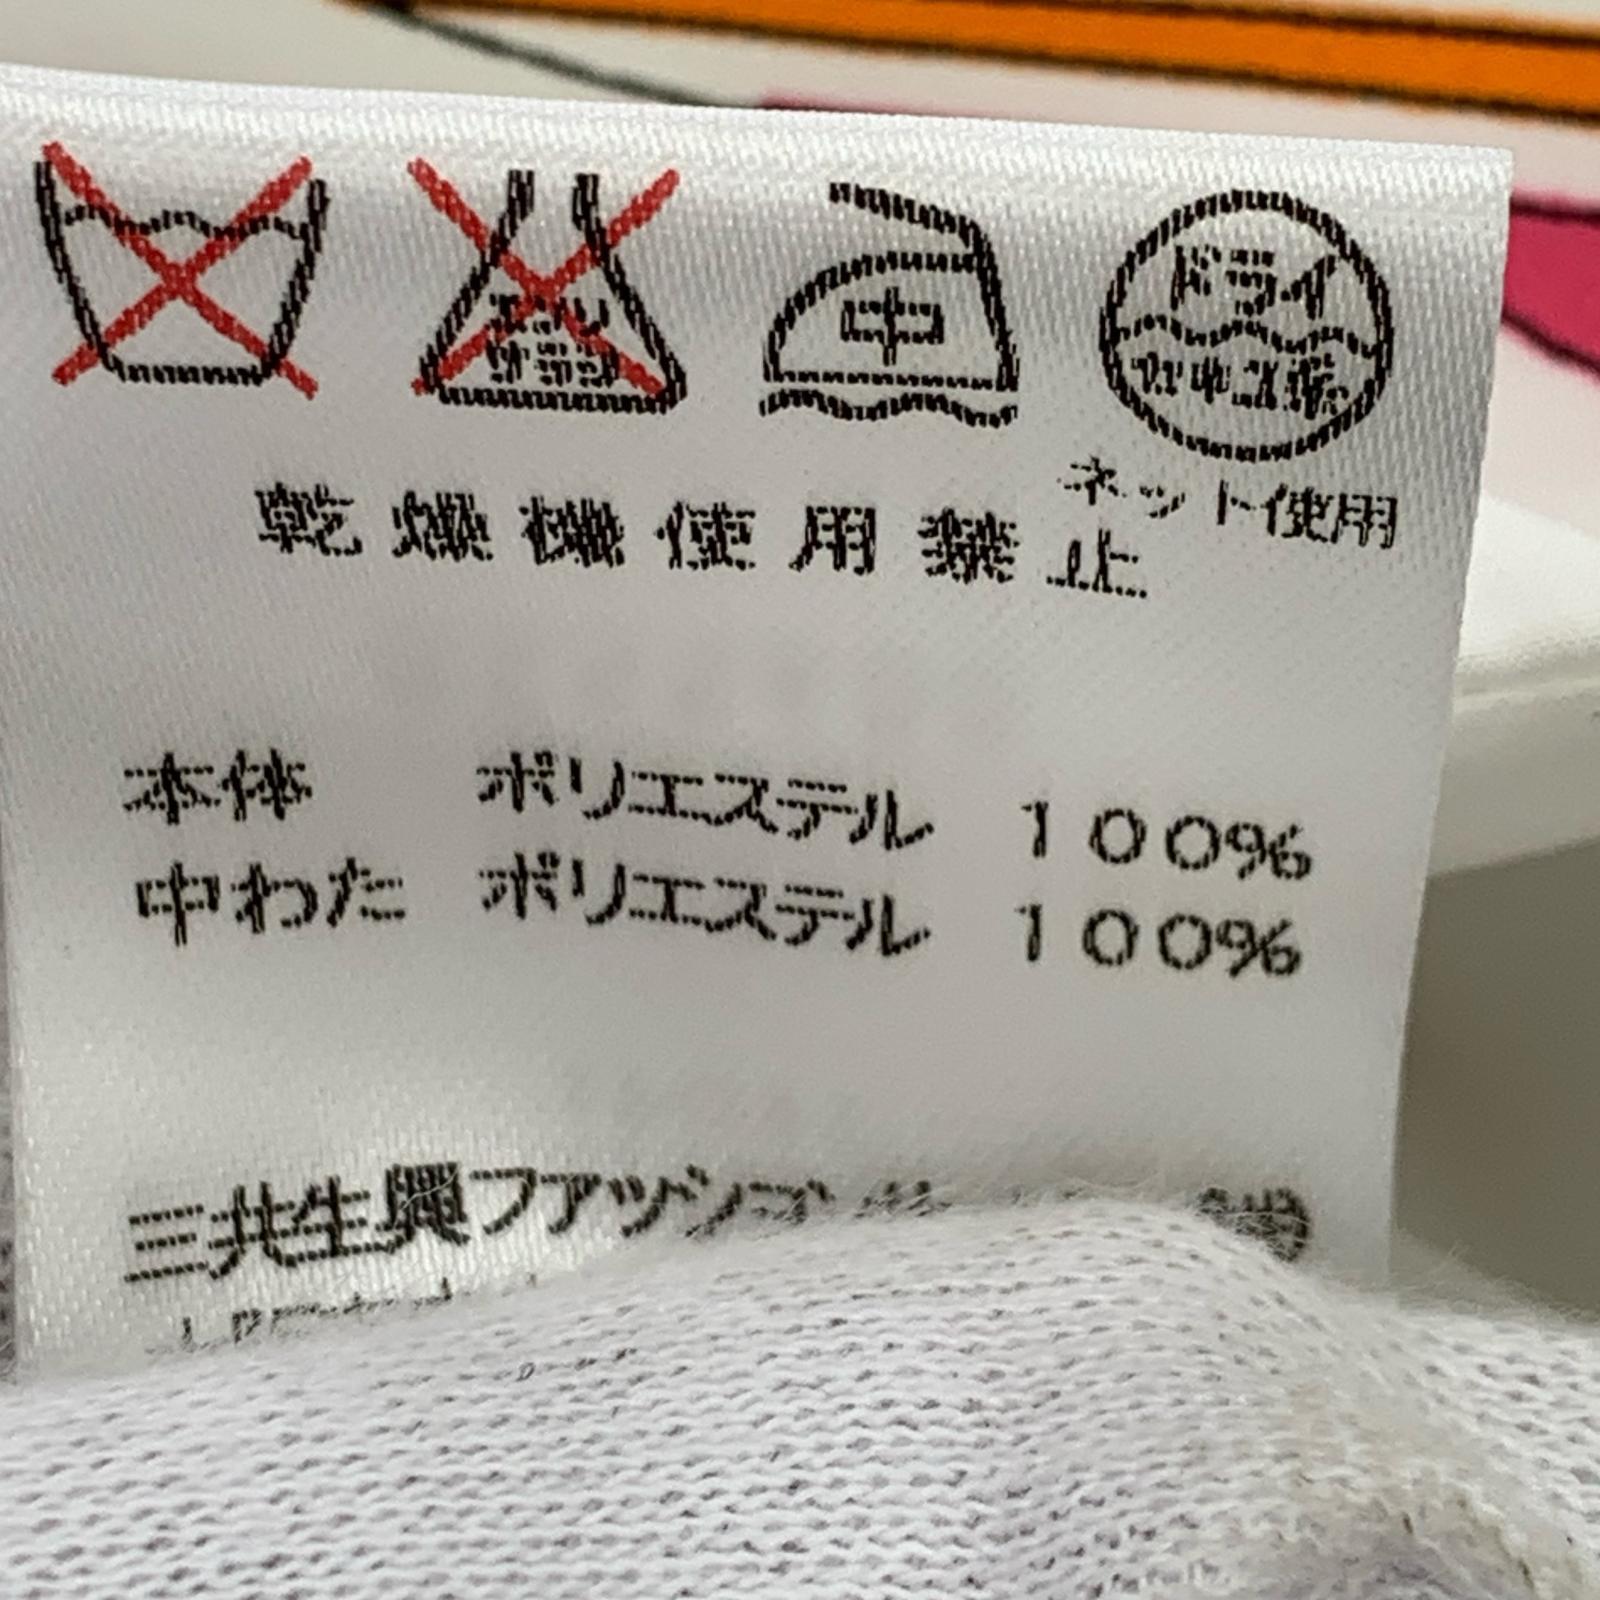 中
ドライ
ネット使用
乾燥機使用禁止
本体 ポリエステル 100%
中わた ポリエステル 100%
三共生興ファッション